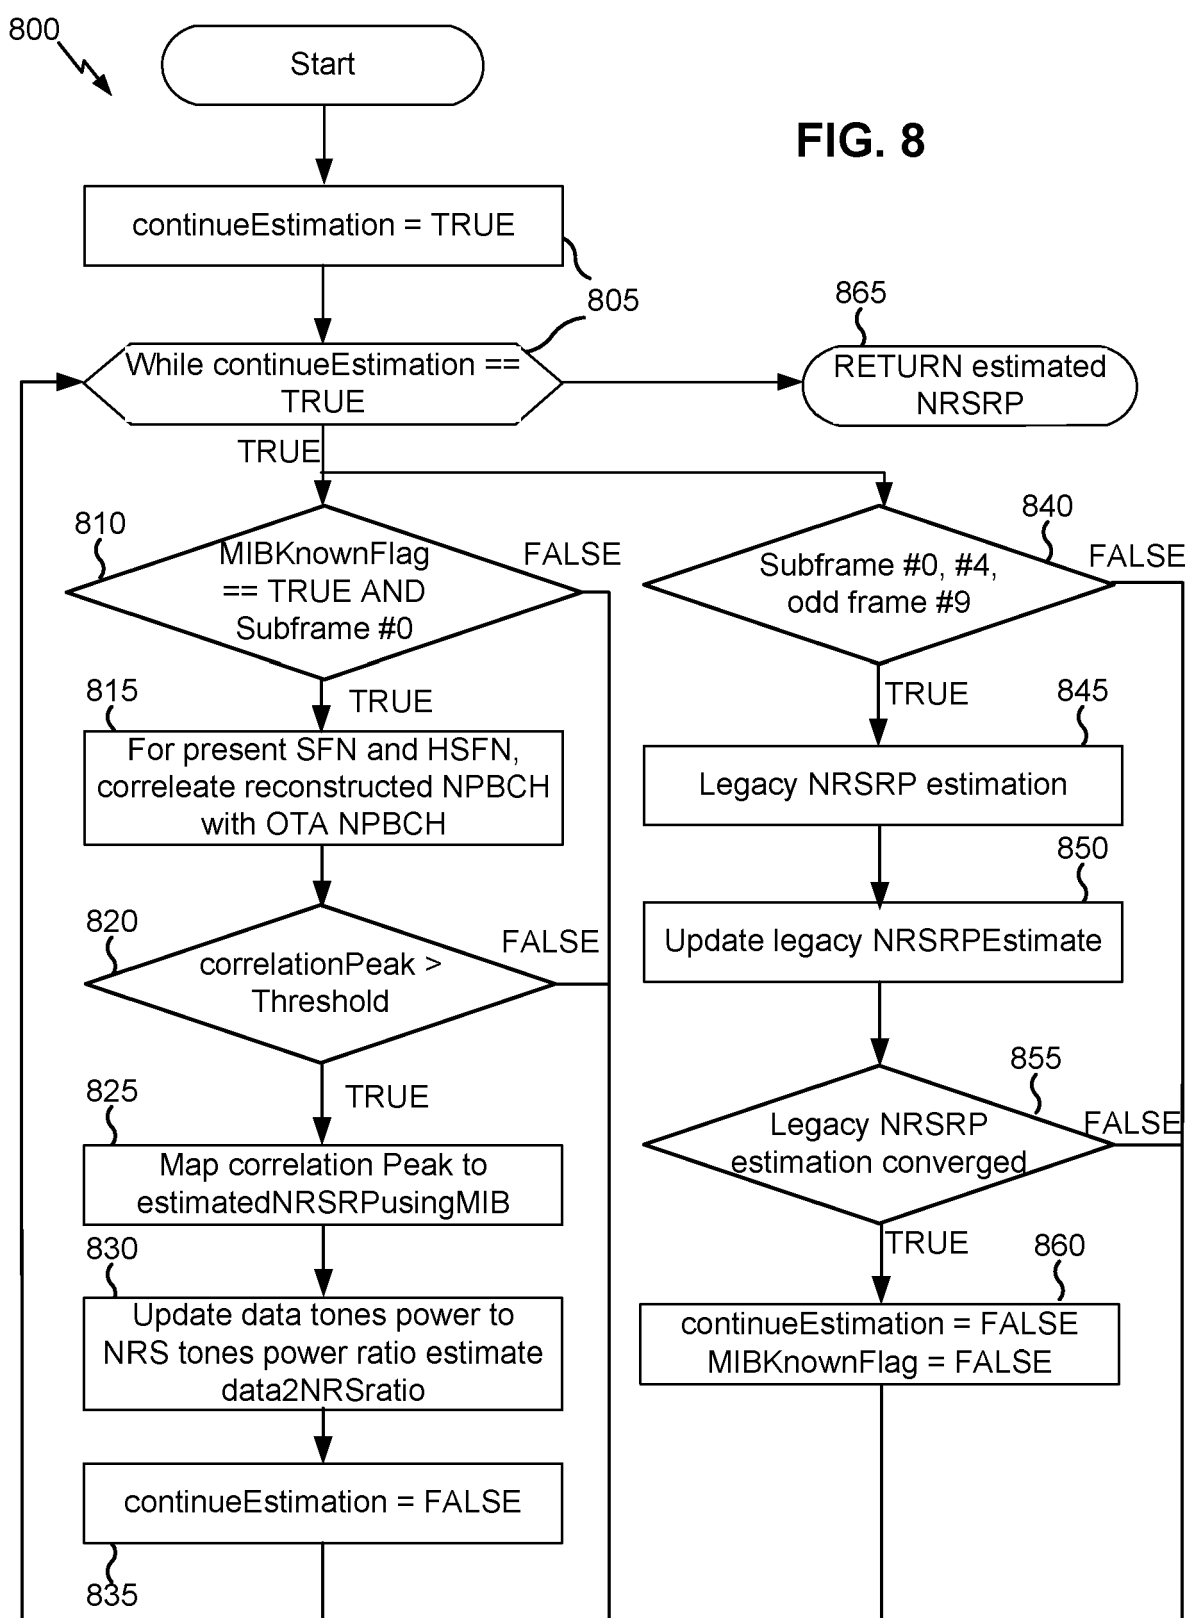 800
Start
FIG. 8
continueEstimation = TRUE
805
865
While continueEstimation ==
TRUE
RETURN estimated
NRSRP
TRUE
810
MIBKnownFlag
== TRUE AND
Subframe #0
FALSE
840
Subframe #0, #4,
odd frame #9
FALSE
815
TRUE
For present SFN and HSFN,
correleate reconstructed NPBCH
with OTA NPBCH
TRUE
845
Legacy NRSRP estimation
820
correlationPeak >
Threshold
FALSE
850
Update legacy NRSRPEstimate
825
TRUE
Map correlation Peak to
estimatedNRSRPusingMIB
855
Legacy NRSRP
estimation converged
FALSE
830
Update data tones power to
NRS tones power ratio estimate
data2NRSratio
TRUE
860
continueEstimation = FALSE
MIBKnownFlag = FALSE
continueEstimation = FALSE
835